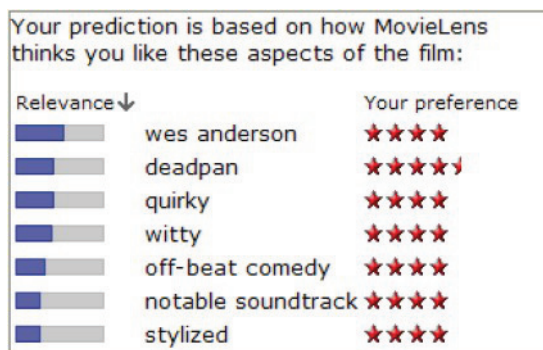 Your prediction is based on how MovieLens
thinks you like these aspects of the film:
Relevance Your preference
wes anderson
deadpan
quirky
witty
off-beat comedy
notable soundtrack
stylized